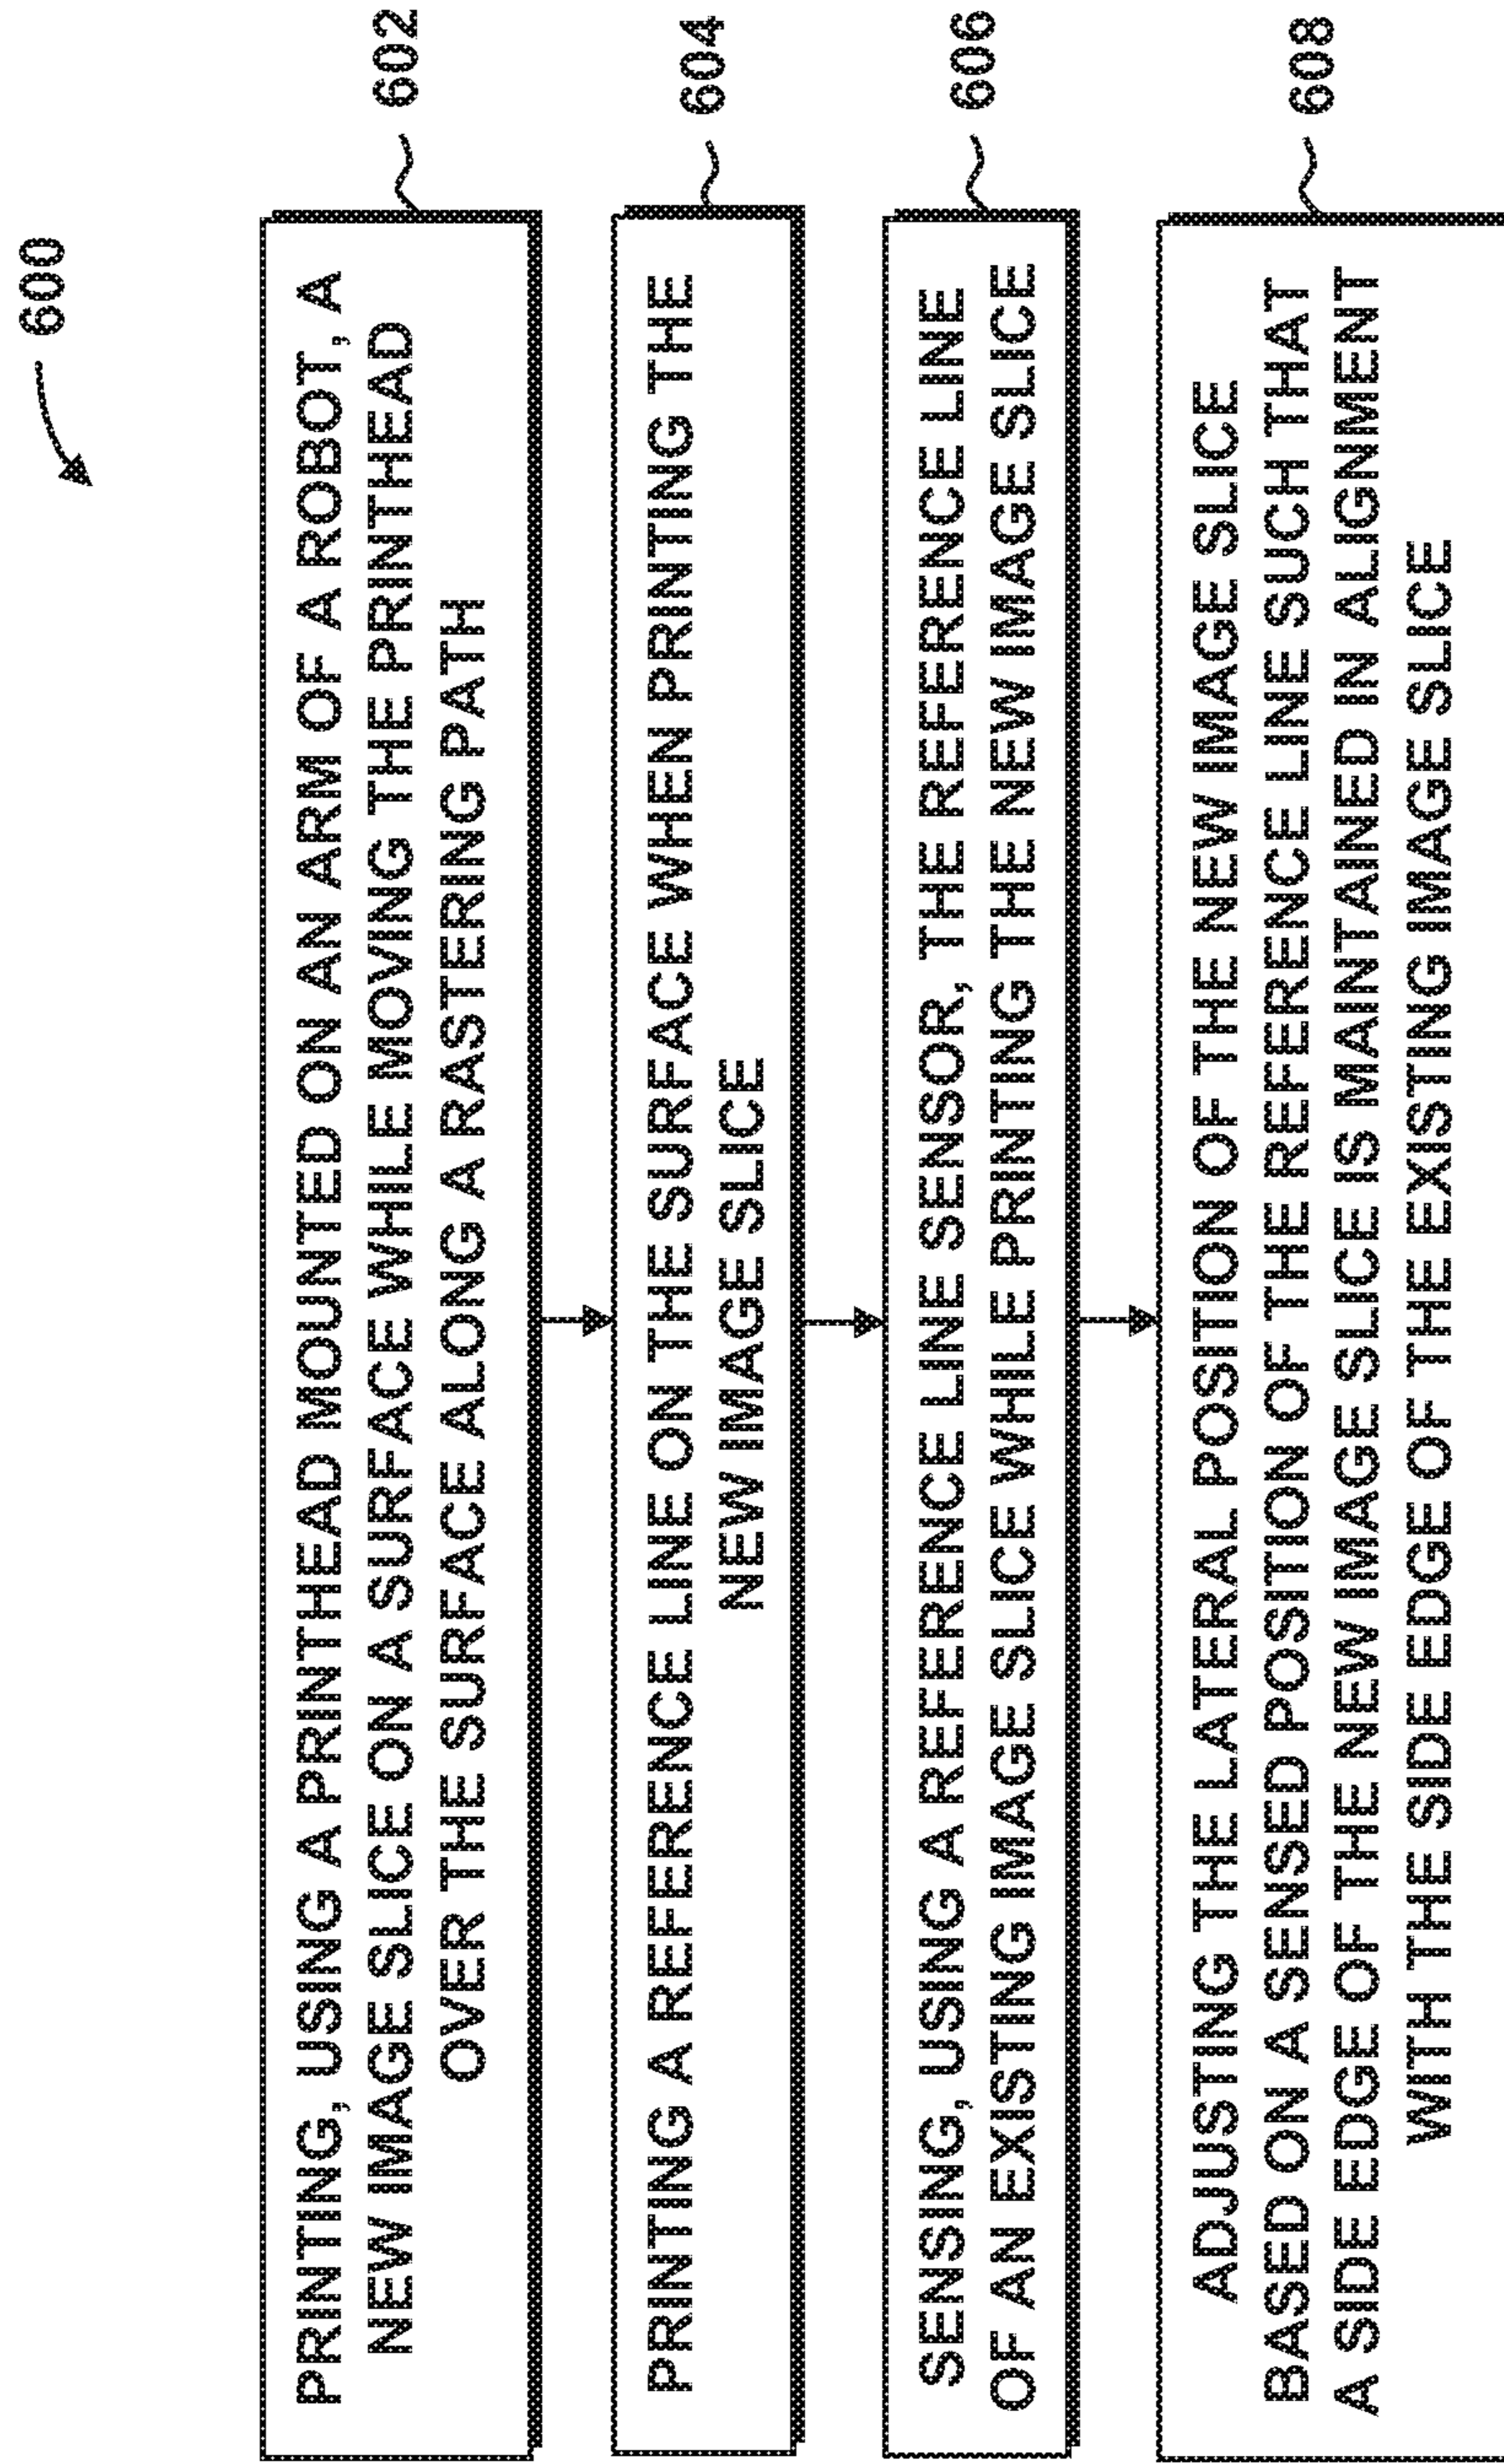 600
PRINTING, USING A PRINTHEAD MOUNTED ON AN ARM OF A ROBOT, A
NEW IMAGE SLICE ON A SURFACE WHILE MOVING THE PRINTHEAD
OVER THE SURFACE ALONG A RASTERING PATH
602
PRINTING A REFERENCE LINE ON THE SURFACE WHEN PRINTING THE
NEW IMAGE SLICE
604
SENSING, USING A REFERENCE LINE SENSOR, THE REFERENCE LINE
OF AN EXISTING IMAGE SLICE WHILE PRINTING THE NEW IMAGE SLICE
606
ADJUSTING THE LATERAL POSITION OF THE NEW IMAGE SLICE
BASED ON A SENSED POSITION OF THE REFERENCE LINE SUCH THAT
A SIDE EDGE OF THE NEW IMAGE SLICE IS MAINTAINED IN ALIGNMENT
WITH THE SIDE EDGE OF THE EXISTING IMAGE SLICE
608